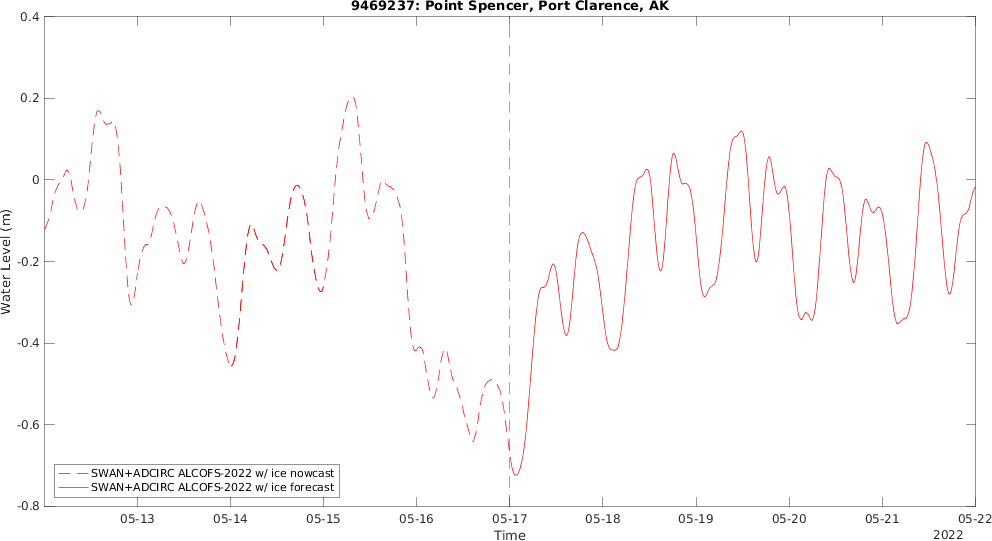 9469237: Point Spencer, Port Clarence, AK
0.4
0.2
0
-0.2
-0.4
-0.6
-0.8
Water Level (m)
SWAN+ADCIRC ALCOFS-2022 w/ ice nowcast
SWAN+ADCIRC ALCOFS-2022 w/ ice forecast
05-13 05-14 05-15 05-16 05-17 05-18 05-19 05-20 05-21 05-22
Time
2022